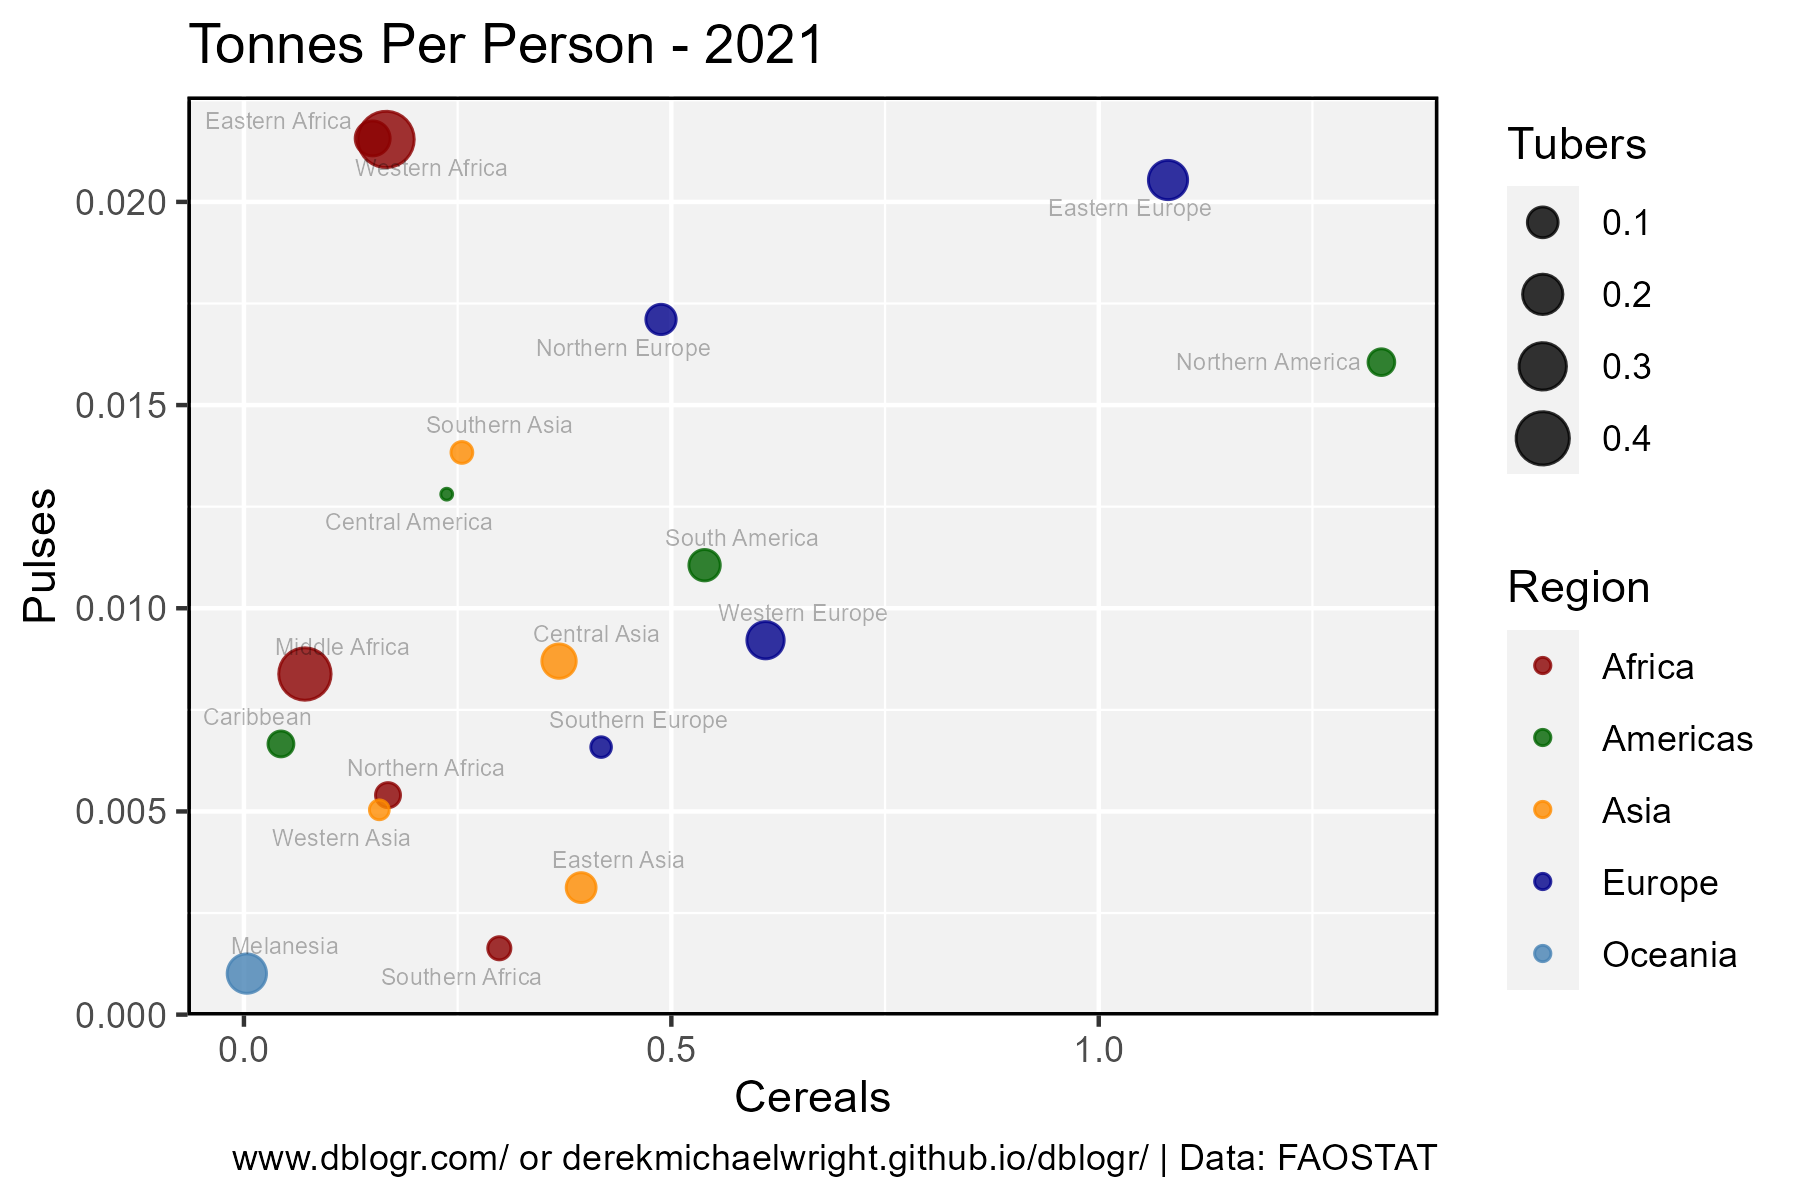 Tonnes Per Person - 2021
Eastern Africa
Western Africa
Eastern Europe
Northern Europe
Northern America
Southern Asia
Central America
South America
Western Europe
Central Asia
Middle Africa
Caribbean
Southern Europe
Northern Africa
Western Asia
Eastern Asia
Melanesia
Southern Africa
0.020
0.015
0.010
0.005
0.000
Pulses
0.0
0.5
1.0
Cereals
Tubers
0.1
0.2
0.3
0.4
Region
Africa
Americas
Asia
Europe
Oceania
www.dblogr.com/ or derekmichaelwright.github.io/dblogr/ | Data: FAOSTAT